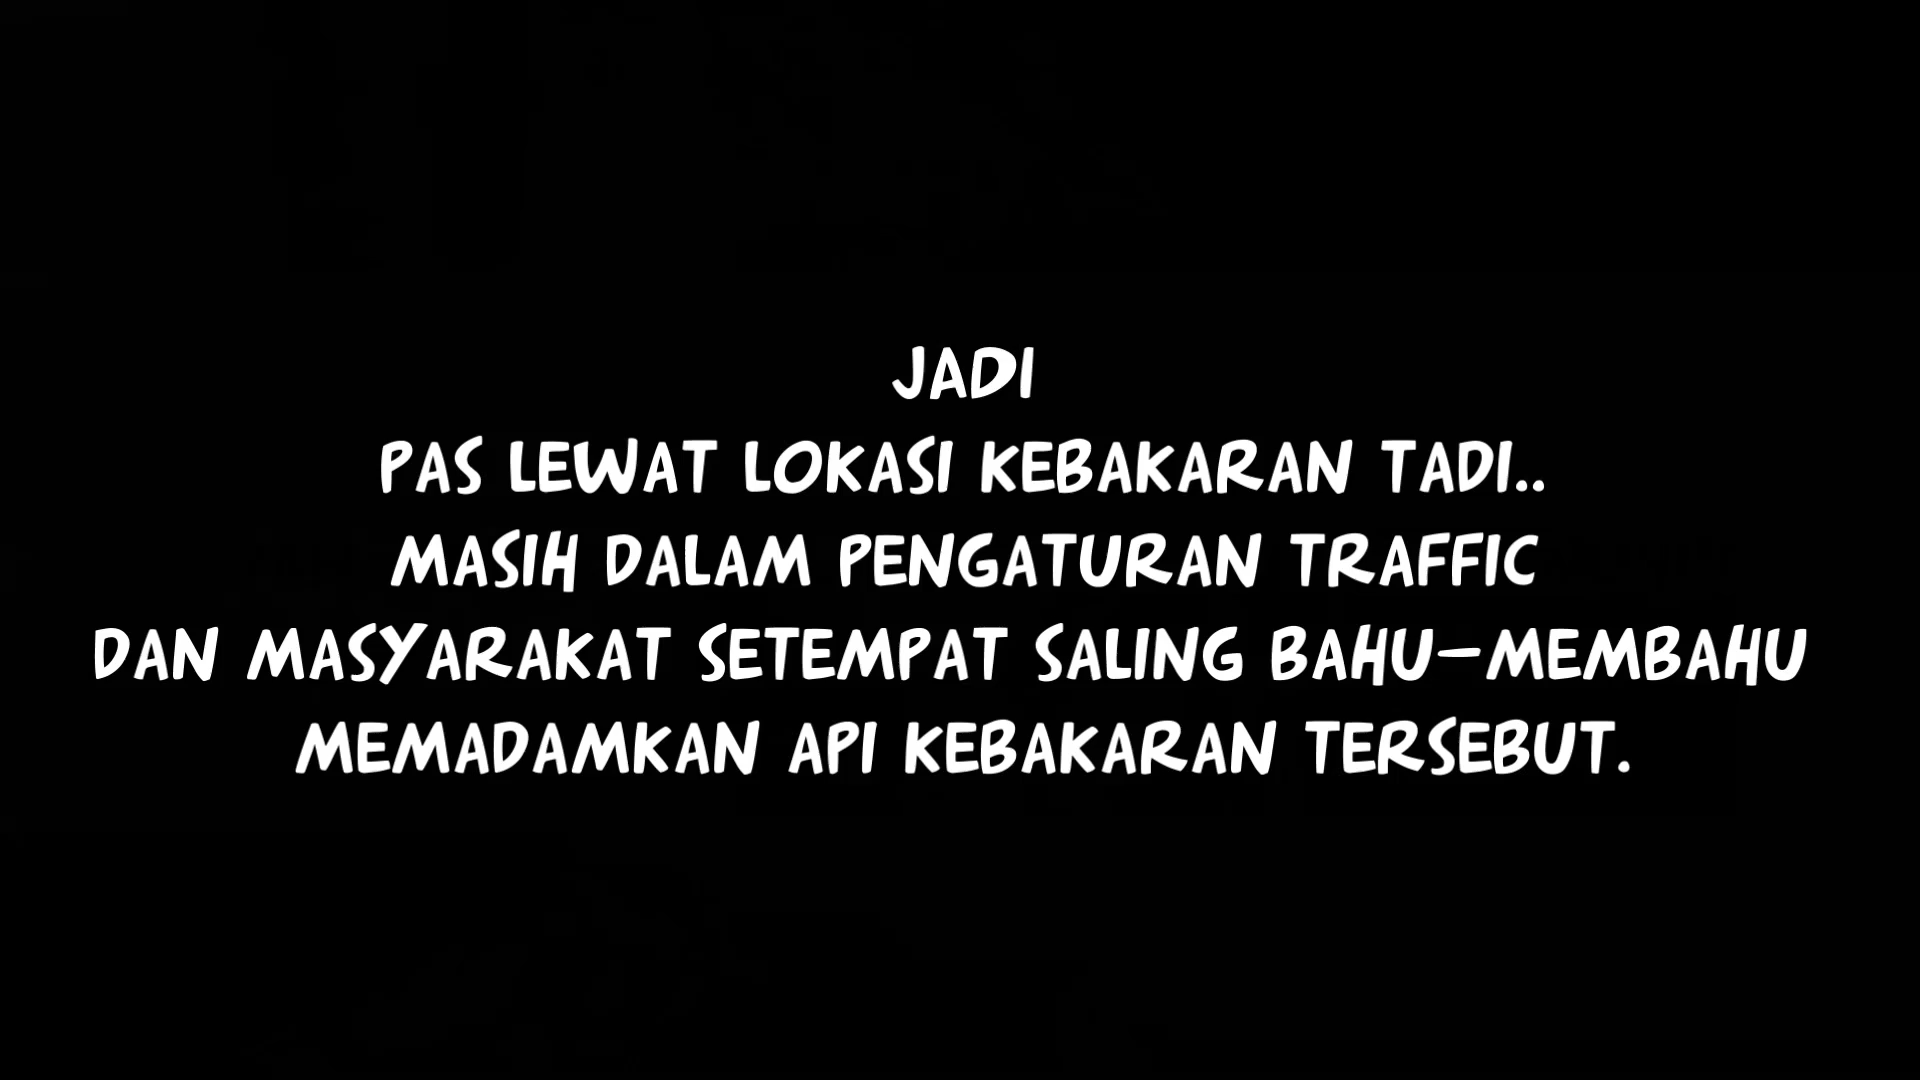 JADI
PAS LEWAT LOKASI KEBAKARAN TADI..
MASIH DALAM PENGATURAN TRAFFIC
DAN MASYARAKAT SETEMPAT SALING BAHU-MEMBAHU
MEMADAMKAN API KEBAKARAN TERSEBUT.